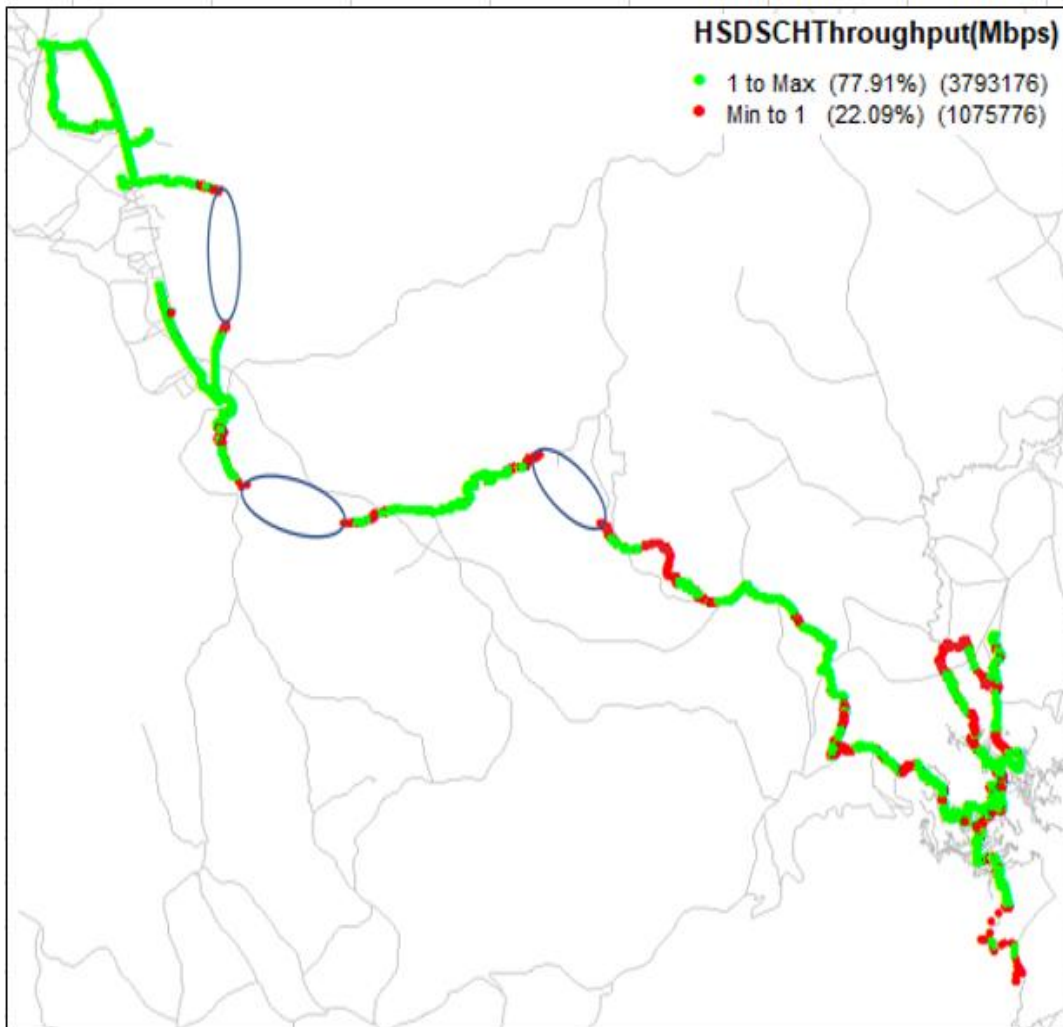 HSDSCHThroughput(Mbps)
1 to Max (77.91%) (3793176)
Min to 1 (22.09%) (1075776)